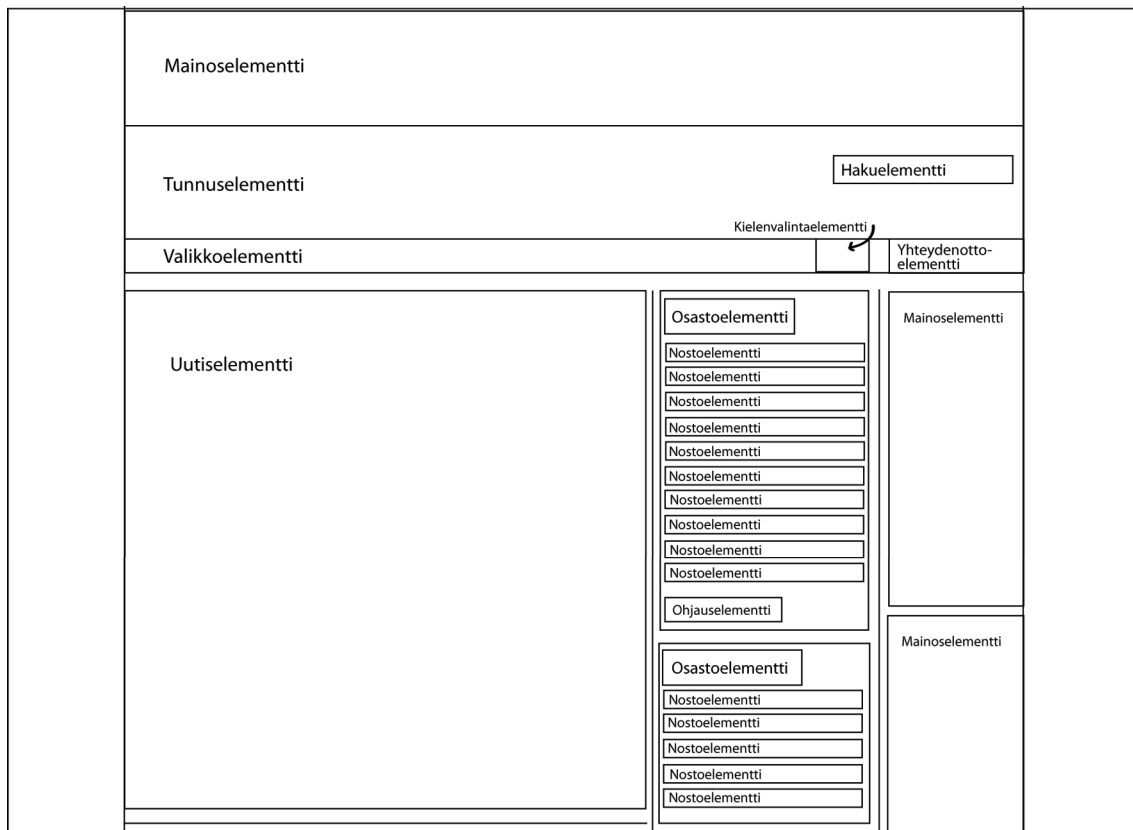 Mainoselementti
Hakuelementti
Tunnuselementti
Kielenvalintaelementti
Valikkoelementti
Yhteydenotto-
elementti
Uutiselementti
Osastoelementti
Nostoelementti
Nostoelementti
Nostoelementti
Nostoelementti
Nostoelementti
Nostoelementti
Nostoelementti
Nostoelementti
Nostoelementti
Nostoelementti
Ohjauselementti
Osastoelementti
Nostoelementti
Nostoelementti
Nostoelementti
Nostoelementti
Nostoelementti
Mainoselementti
Mainoselementti